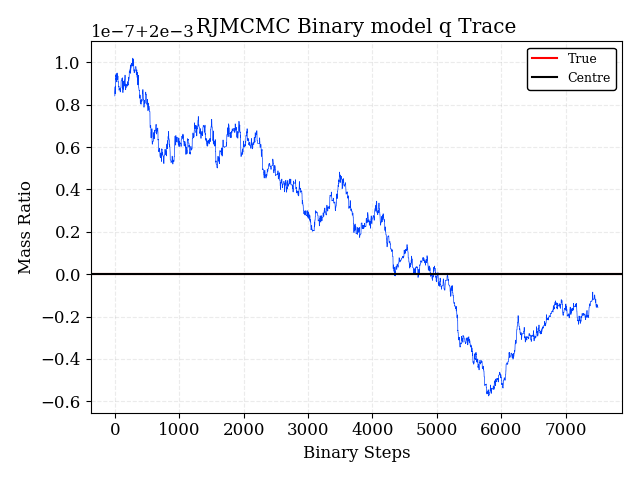 1e−7+2e−3
RJMCMC Binary model q Trace
True
Centre
1.0
0.8
0.6
0.4
0.2
0.0
−0.2
−0.4
−0.6
Mass Ratio
0 1000 2000 3000 4000 5000 6000 7000
Binary Steps